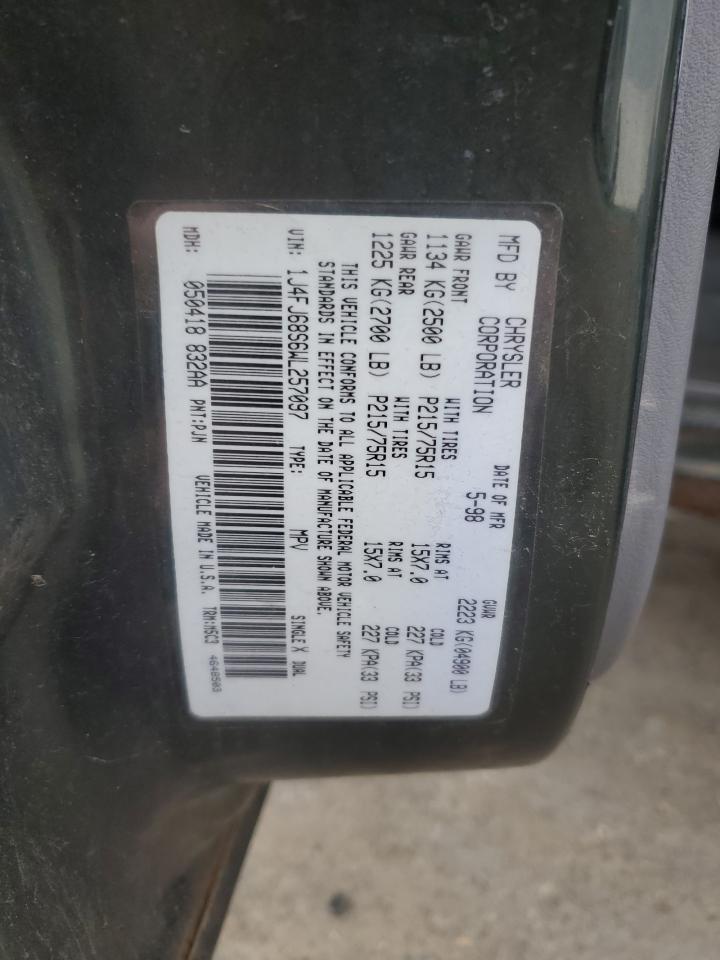 MFD BY CHRYSLER CORPORATION DATE OF MFR 5-98 GVWR 2223 KG(04900 LB)
GAWR FRONT WITH TIRES RIMS AT COLD
1134 KG(2500 LB) P215/75R15 15X7.0 227 KPA(33 PSI)
GAWR REAR WITH TIRES RIMS AT COLD
1225 KG(2700 LB) P215/75R15 15X7.0 227 KPA(33 PSI)
THIS VEHICLE CONFORMS TO ALL APPLICABLE FEDERAL MOTOR VEHICLE SAFETY
STANDARDS IN EFFECT ON THE DATE OF MANUFACTURE SHOWN ABOVE.
VIN: 1J4FJ68S6WL257097 TYPE: MPV SINGLE X DUAL
MDH: 050418 832AA PNT:PJN VEHICLE MADE IN U.S.A. TRM:M5C3 4648503